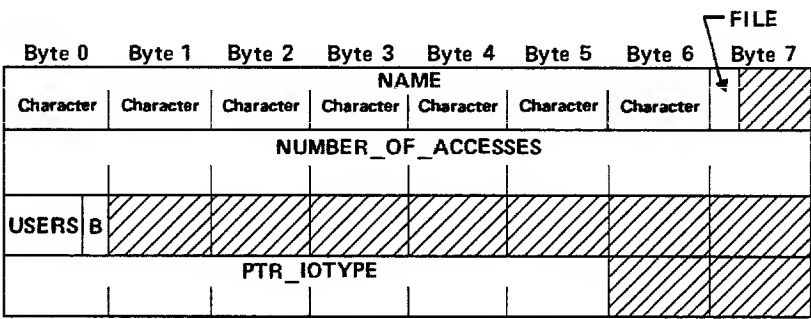 FILE
Byte 0 Byte 1 Byte 2 Byte 3 Byte 4 Byte 5 Byte 6 Byte 7
NAME
Character Character Character Character Character Character Character
NUMBER_OF_ACCESSES
USERS B
PTR_IOTYPE